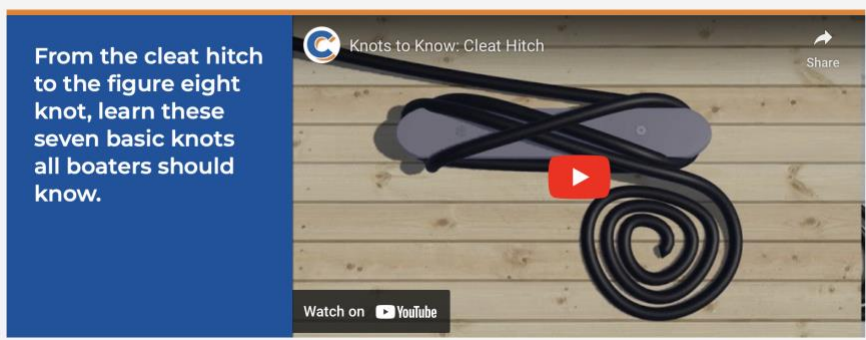 From the cleat hitch
to the figure eight
knot, learn these
seven basic knots
all boaters should
know.
Knots to Know: Cleat Hitch
Share
Watch on YouTube